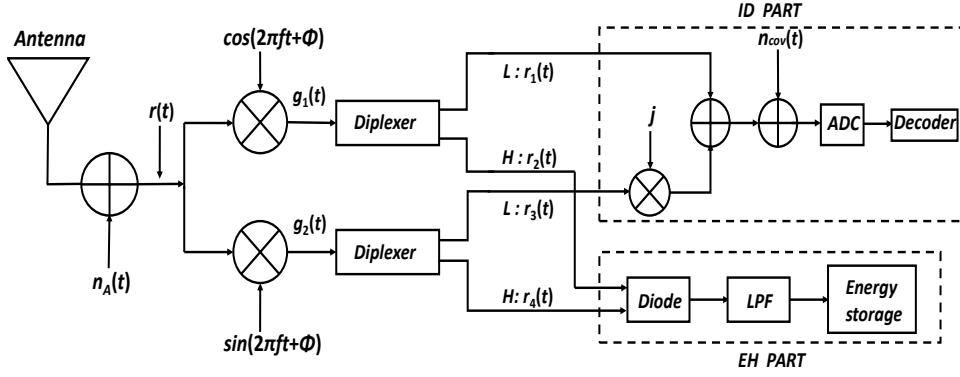 ID PART
Antenna
cos(2πft+Φ)
n_cov(t)
L : r₁(t)
r(t)
g₁(t)
Diplexer
j
ADC
Decoder
H : r₂(t)
L : r₃(t)
g₂(t)
Diplexer
n_A(t)
H: r₄(t)
Diode
LPF
Energy
storage
sin(2πft+Φ)
EH PART